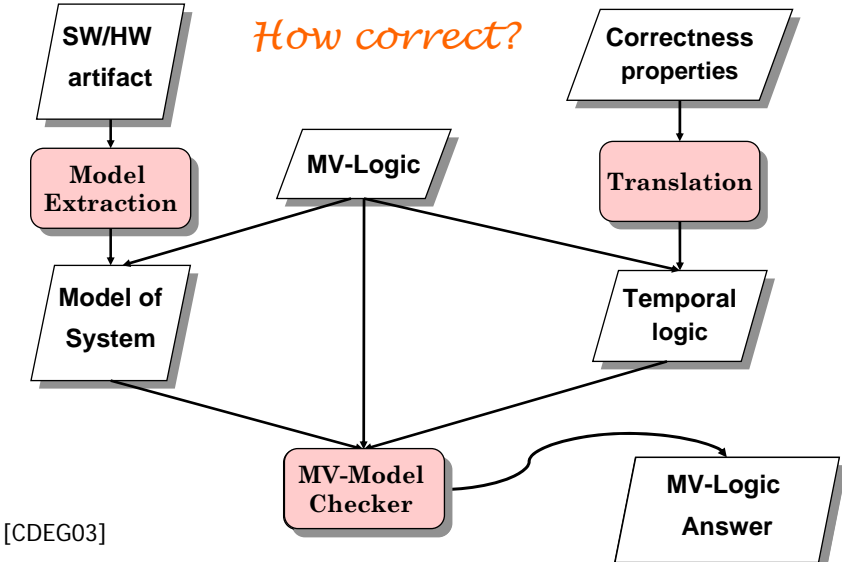 How correct?
SW/HW
artifact
Correctness
properties
MV-Logic
Model
Extraction
Translation
Model of
System
Temporal
logic
MV-Model
Checker
MV-Logic
Answer
[CDEG03]